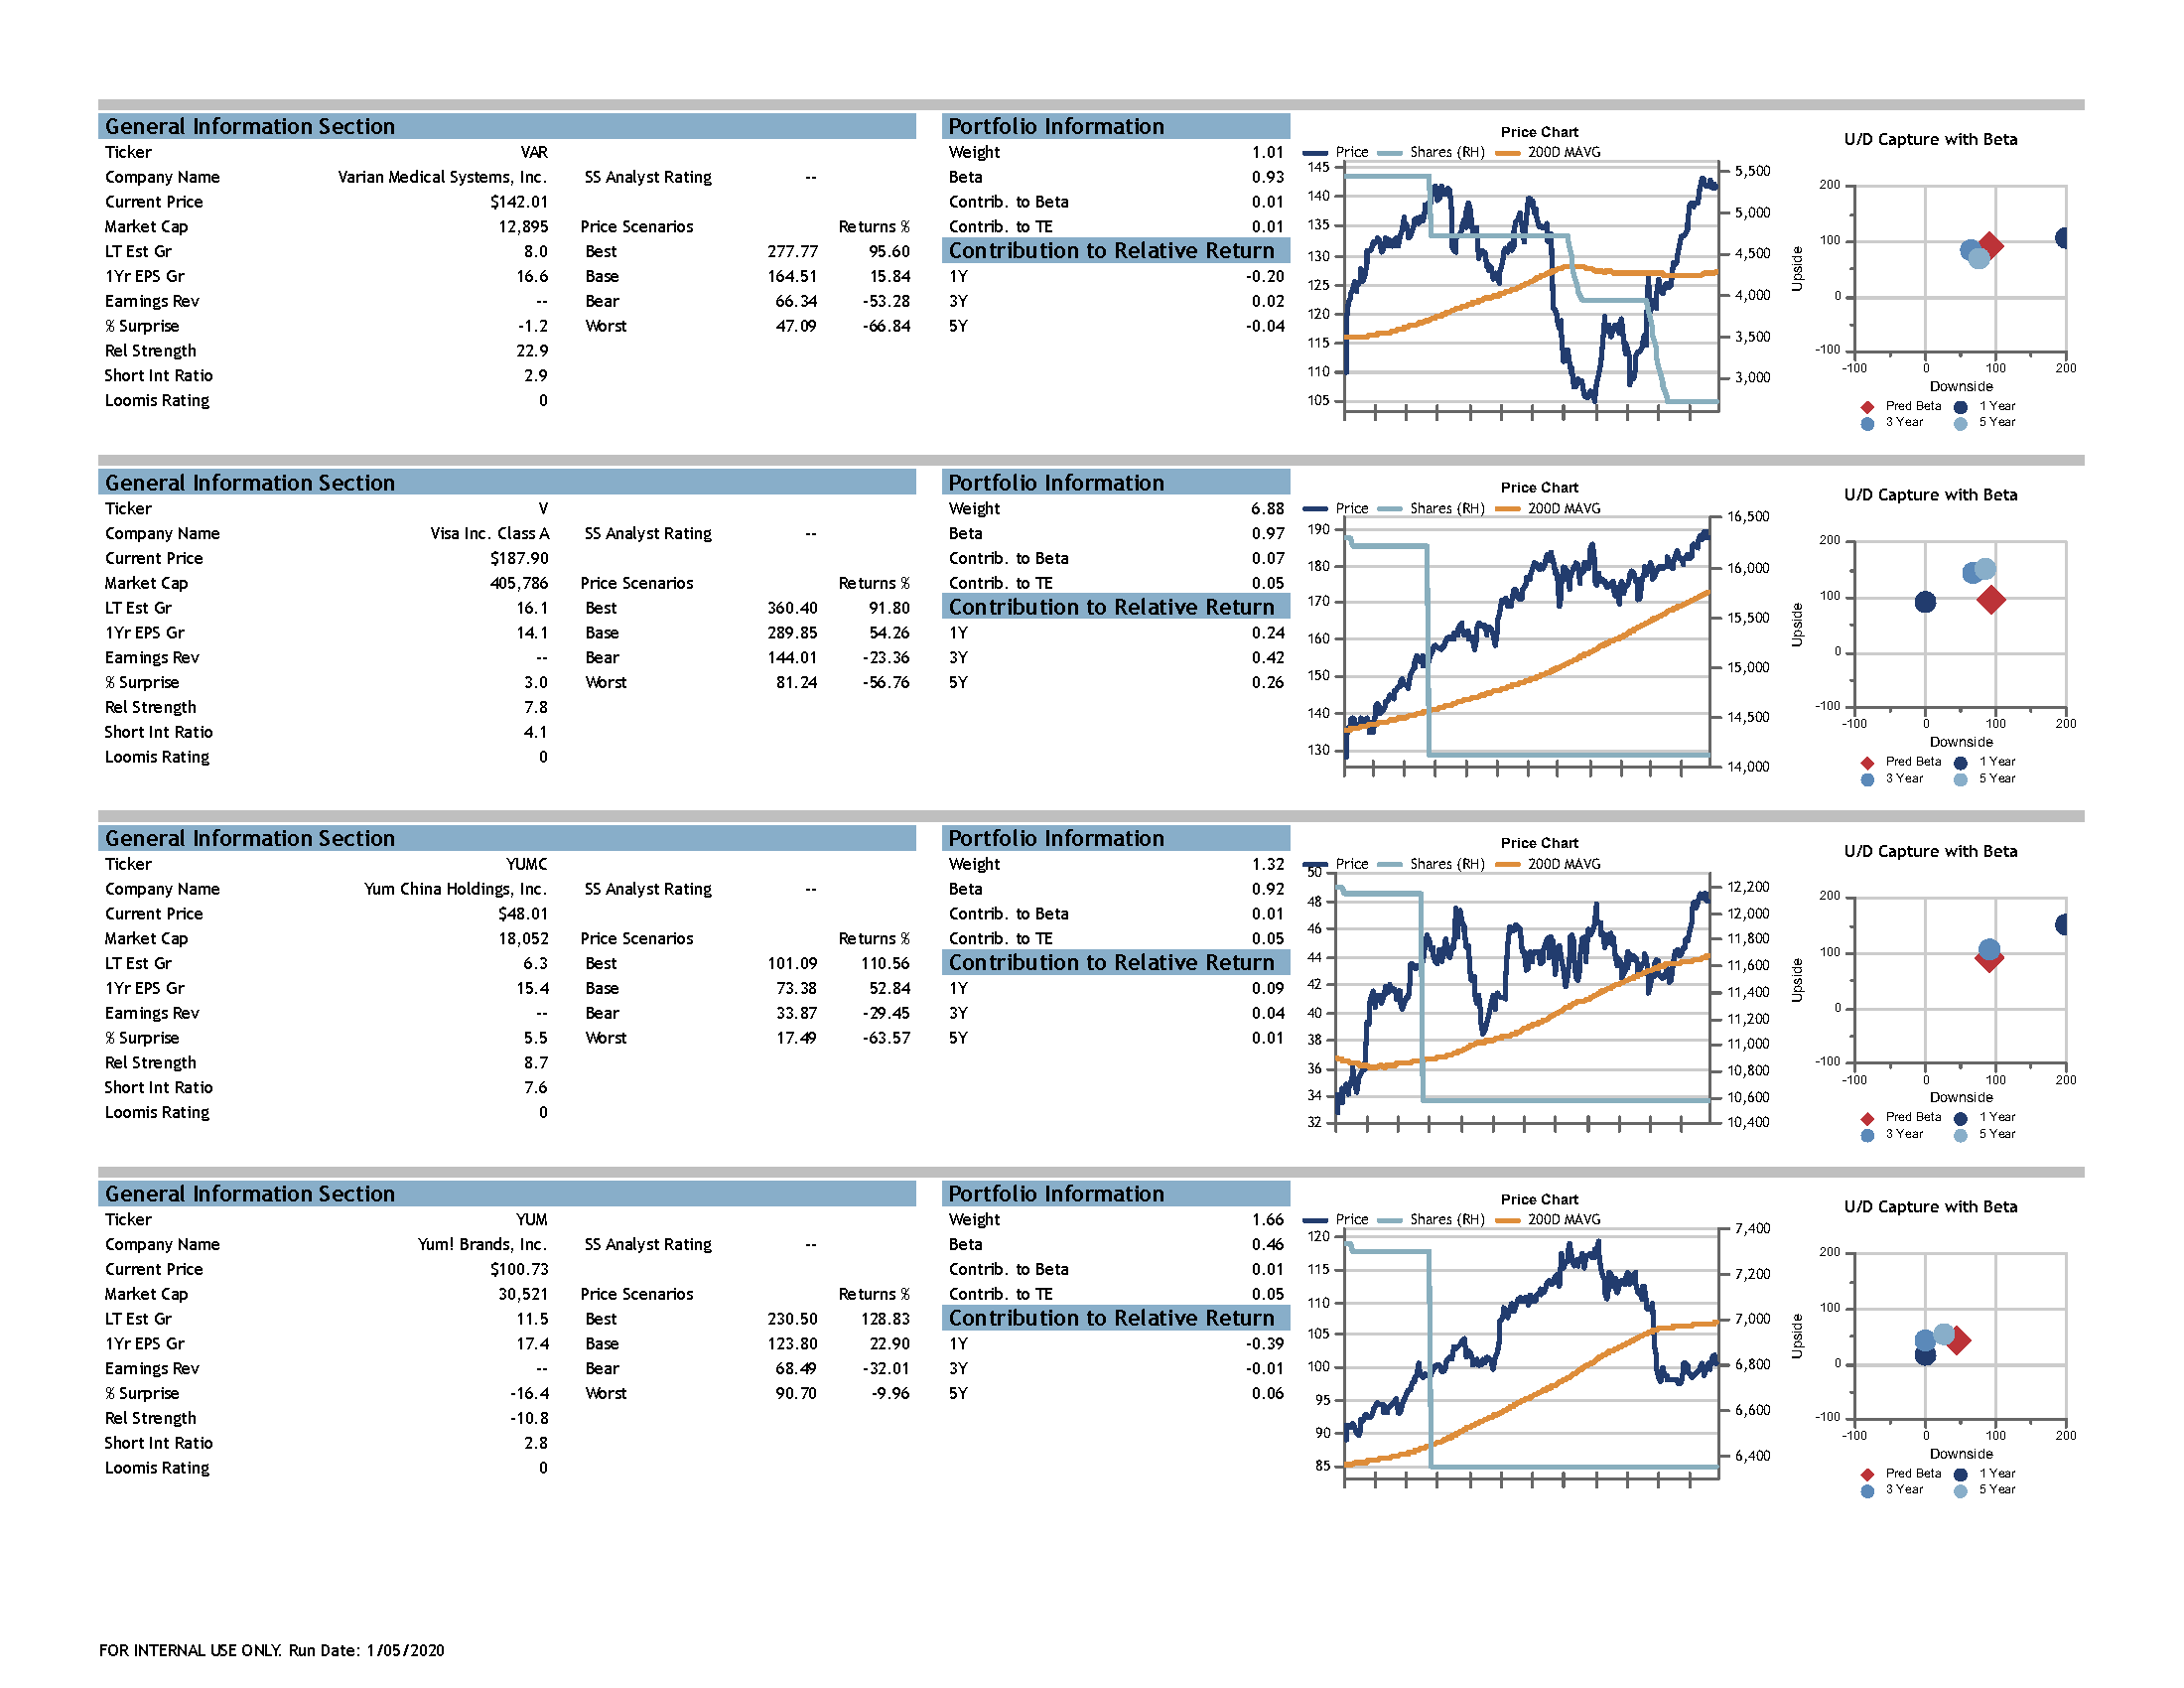 General Information Section
Ticker VAR
Company Name Varian Medical Systems, Inc. SS Analyst Rating --
Current Price $142.01
Market Cap 12,895 Price Scenarios Returns %
LT Est Gr 8.0 Best 277.77 95.60
1Yr EPS Gr 16.6 Base 164.51 15.84
Earnings Rev -- Bear 66.34 -53.28
% Surprise -1.2 Worst 47.09 -66.84
Rel Strength 22.9
Short Int Ratio 2.9
Loomis Rating 0
Portfolio Information
Weight 1.01
Beta 0.93
Contrib. to Beta 0.01
Contrib. to TE 0.01
Contribution to Relative Return
1Y -0.20
3Y 0.02
5Y -0.04
Price Chart
Price Shares (RH) 200D MAVG
145
140
135
130
125
120
115
110
105
5,500
5,000
4,500
4,000
3,500
3,000
U/D Capture with Beta
Upside
200
100
0
-100
-100 0 100 200
Downside
Pred Beta 1 Year
3 Year 5 Year
General Information Section
Ticker V
Company Name Visa Inc. Class A SS Analyst Rating --
Current Price $187.90
Market Cap 405,786 Price Scenarios Returns %
LT Est Gr 16.1 Best 360.40 91.80
1Yr EPS Gr 14.1 Base 289.85 54.26
Earnings Rev -- Bear 144.01 -23.36
% Surprise 3.0 Worst 81.24 -56.76
Rel Strength 7.8
Short Int Ratio 4.1
Loomis Rating 0
Portfolio Information
Weight 6.88
Beta 0.97
Contrib. to Beta 0.07
Contrib. to TE 0.05
Contribution to Relative Return
1Y 0.24
3Y 0.42
5Y 0.26
Price Chart
Price Shares (RH) 200D MAVG
190
180
170
160
150
140
130
16,500
16,000
15,500
15,000
14,500
14,000
U/D Capture with Beta
Upside
200
100
0
-100
-100 0 100 200
Downside
Pred Beta 1 Year
3 Year 5 Year
General Information Section
Ticker YUMC
Company Name Yum China Holdings, Inc. SS Analyst Rating --
Current Price $48.01
Market Cap 18,052 Price Scenarios Returns %
LT Est Gr 6.3 Best 101.09 110.56
1Yr EPS Gr 15.4 Base 73.38 52.84
Earnings Rev -- Bear 33.87 -29.45
% Surprise 5.5 Worst 17.49 -63.57
Rel Strength 8.7
Short Int Ratio 7.6
Loomis Rating 0
Portfolio Information
Weight 1.32
Beta 0.92
Contrib. to Beta 0.01
Contrib. to TE 0.05
Contribution to Relative Return
1Y 0.09
3Y 0.04
5Y 0.01
Price Chart
Price Shares (RH) 200D MAVG
50
48
46
44
42
40
38
36
34
32
12,200
12,000
11,800
11,600
11,400
11,200
11,000
10,800
10,600
10,400
U/D Capture with Beta
Upside
200
100
0
-100
-100 0 100 200
Downside
Pred Beta 1 Year
3 Year 5 Year
General Information Section
Ticker YUM
Company Name Yum! Brands, Inc. SS Analyst Rating --
Current Price $100.73
Market Cap 30,521 Price Scenarios Returns %
LT Est Gr 11.5 Best 230.50 128.83
1Yr EPS Gr 17.4 Base 123.80 22.90
Earnings Rev -- Bear 68.49 -32.01
% Surprise -16.4 Worst 90.70 -9.96
Rel Strength -10.8
Short Int Ratio 2.8
Loomis Rating 0
Portfolio Information
Weight 1.66
Beta 0.46
Contrib. to Beta 0.01
Contrib. to TE 0.05
Contribution to Relative Return
1Y -0.39
3Y -0.01
5Y 0.06
Price Chart
Price Shares (RH) 200D MAVG
120
115
110
105
100
95
90
85
7,400
7,200
7,000
6,800
6,600
6,400
U/D Capture with Beta
Upside
200
100
0
-100
-100 0 100 200
Downside
Pred Beta 1 Year
3 Year 5 Year
FOR INTERNAL USE ONLY. Run Date: 1/05/2020